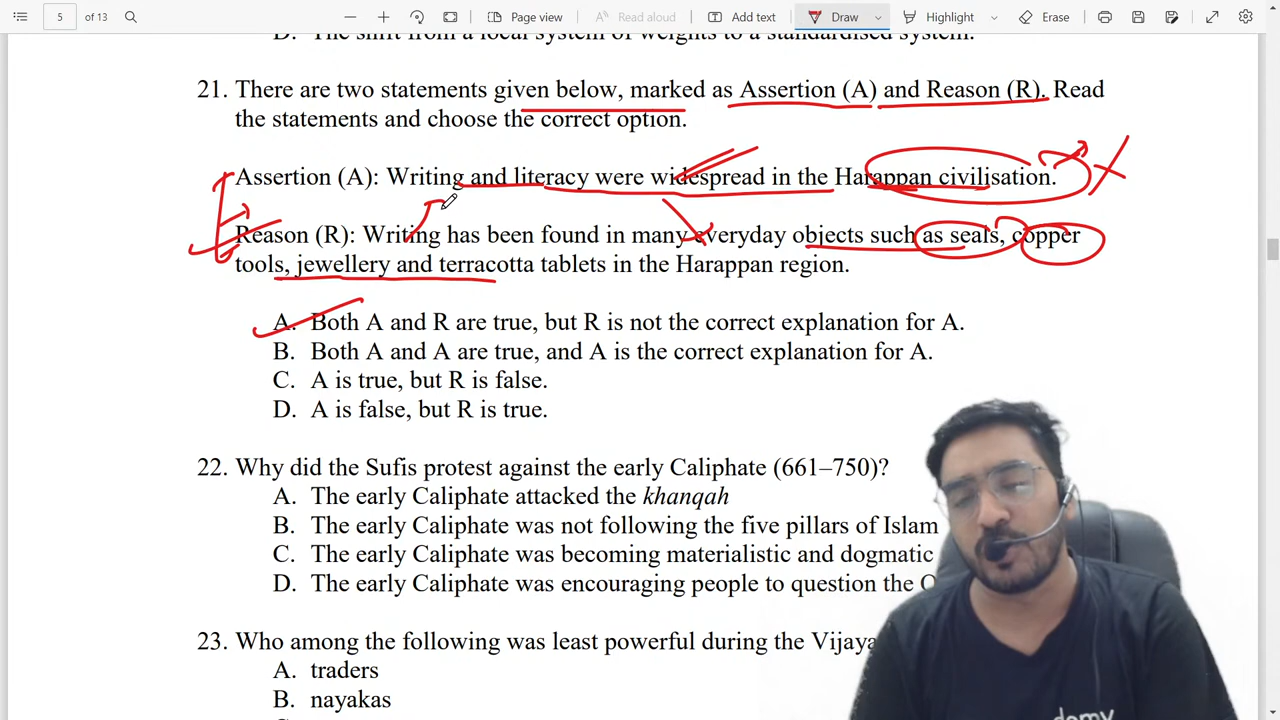 5 of 13 Page view Read aloud Add text Draw Highlight Erase
D. The shift from a local system of weights to a standardised system.
21. There are two statements given below, marked as Assertion (A) and Reason (R). Read
the statements and choose the correct option.
Assertion (A): Writing and literacy were widespread in the Harappan civilisation.
Reason (R): Writing has been found in many everyday objects such as seals, copper
tools, jewellery and terracotta tablets in the Harappan region.
A. Both A and R are true, but R is not the correct explanation for A.
B. Both A and A are true, and A is the correct explanation for A.
C. A is true, but R is false.
D. A is false, but R is true.
22. Why did the Sufis protest against the early Caliphate (661–750)?
A. The early Caliphate attacked the khanqah
B. The early Caliphate was not following the five pillars of Islam
C. The early Caliphate was becoming materialistic and dogmatic
D. The early Caliphate was encouraging people to question the
23. Who among the following was least powerful during the Vijaya
A. traders
B. nayakas
demy